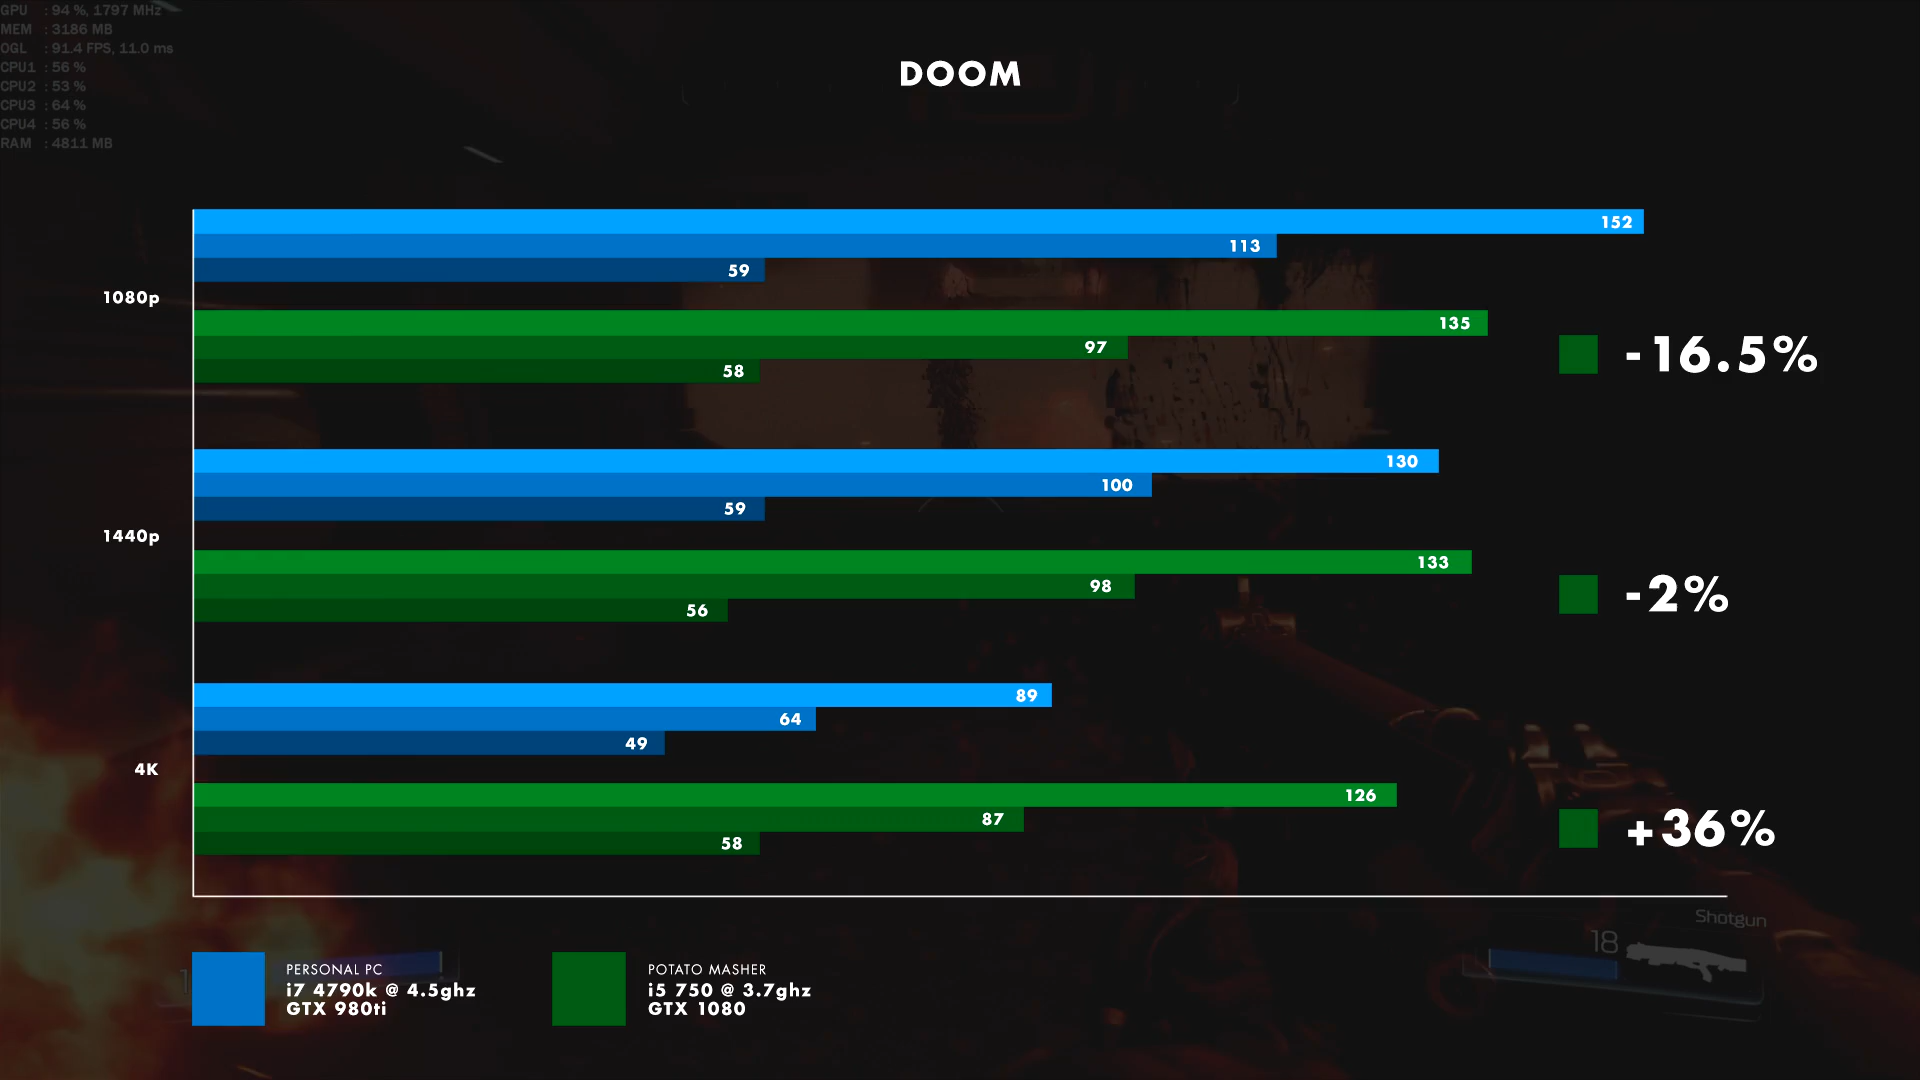 GPU : 94 %, 1797 MHz
MEM : 3186 MB
OGL : 91.4 FPS, 11.0 ms
CPU1 : 56 %
CPU2 : 53 %
CPU3 : 64 %
CPU4 : 56 %
RAM : 4811 MB
DOOM
1080p
152
113
59
135
97
58
-16.5%
1440p
130
100
59
133
98
56
-2%
4K
89
64
49
126
87
58
+36%
PERSONAL PC
i7 4790k @ 4.5ghz
GTX 980ti
POTATO MASHER
i5 750 @ 3.7ghz
GTX 1080
Shotgun
18